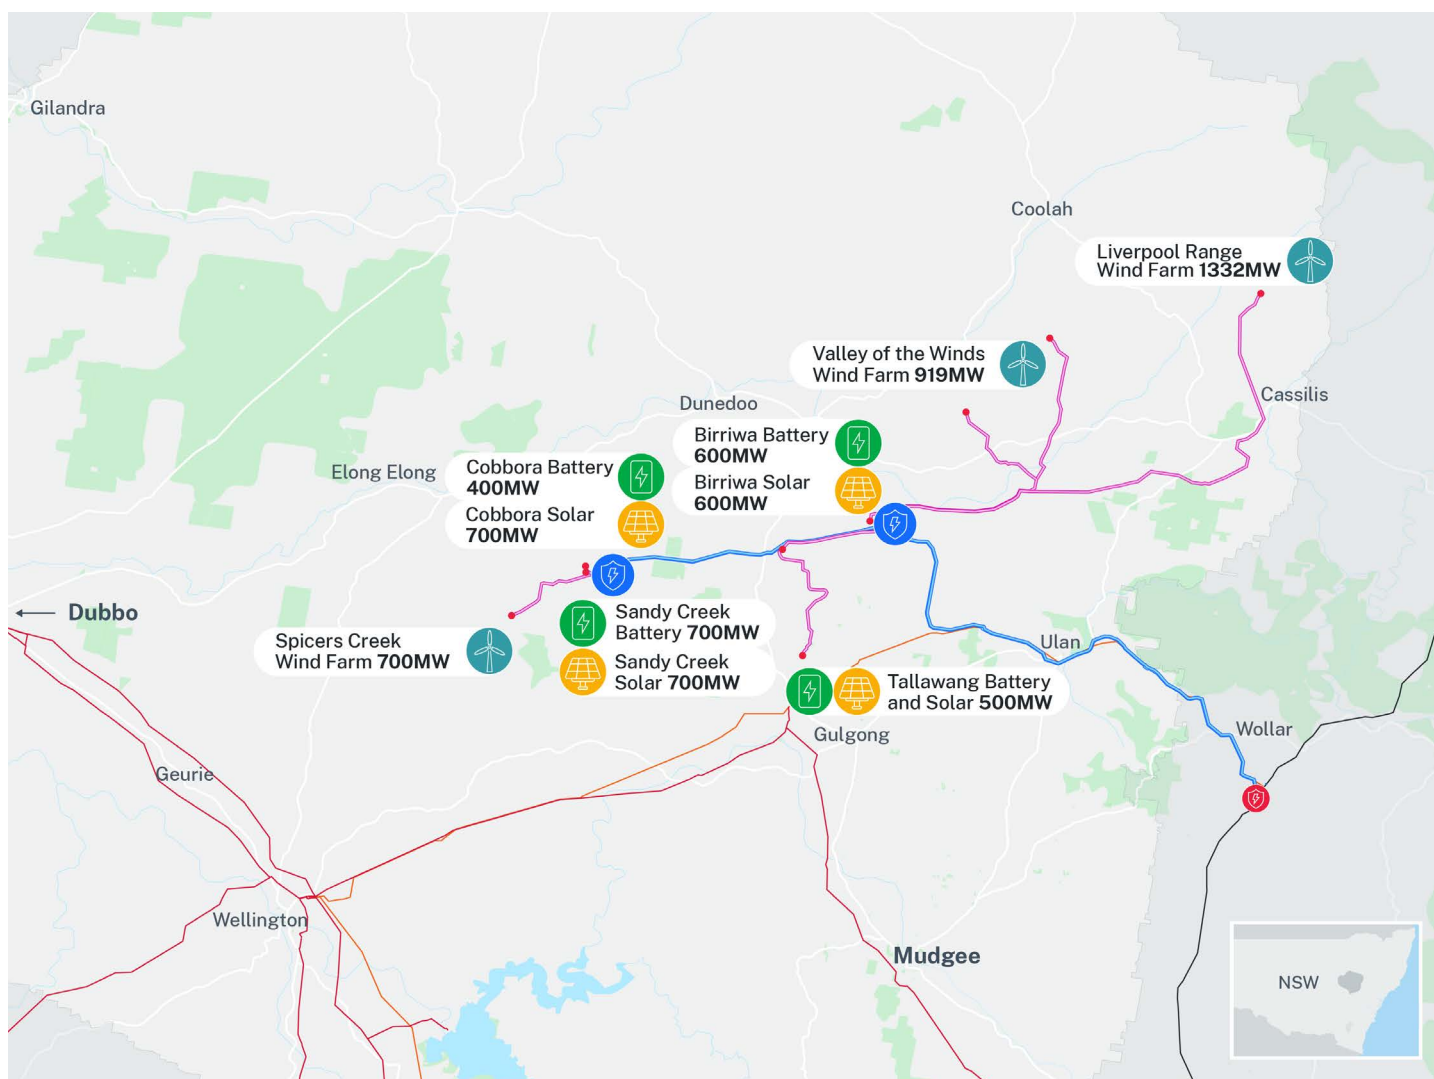 Gilandra
Coolah
Liverpool Range
Wind Farm 1332MW
Valley of the Winds
Wind Farm 919MW
Cassilis
Dunedoo
Birriwa Battery
600MW
Elong Elong
Cobbora Battery
400MW
Birriwa Solar
600MW
Cobbora Solar
700MW
Dubbo
Sandy Creek
Battery 700MW
Spicers Creek
Wind Farm 700MW
Ulan
Sandy Creek
Solar 700MW
Tallawang Battery
and Solar 500MW
Gulgong
Wollar
Geurie
Wellington
Mudgee
NSW